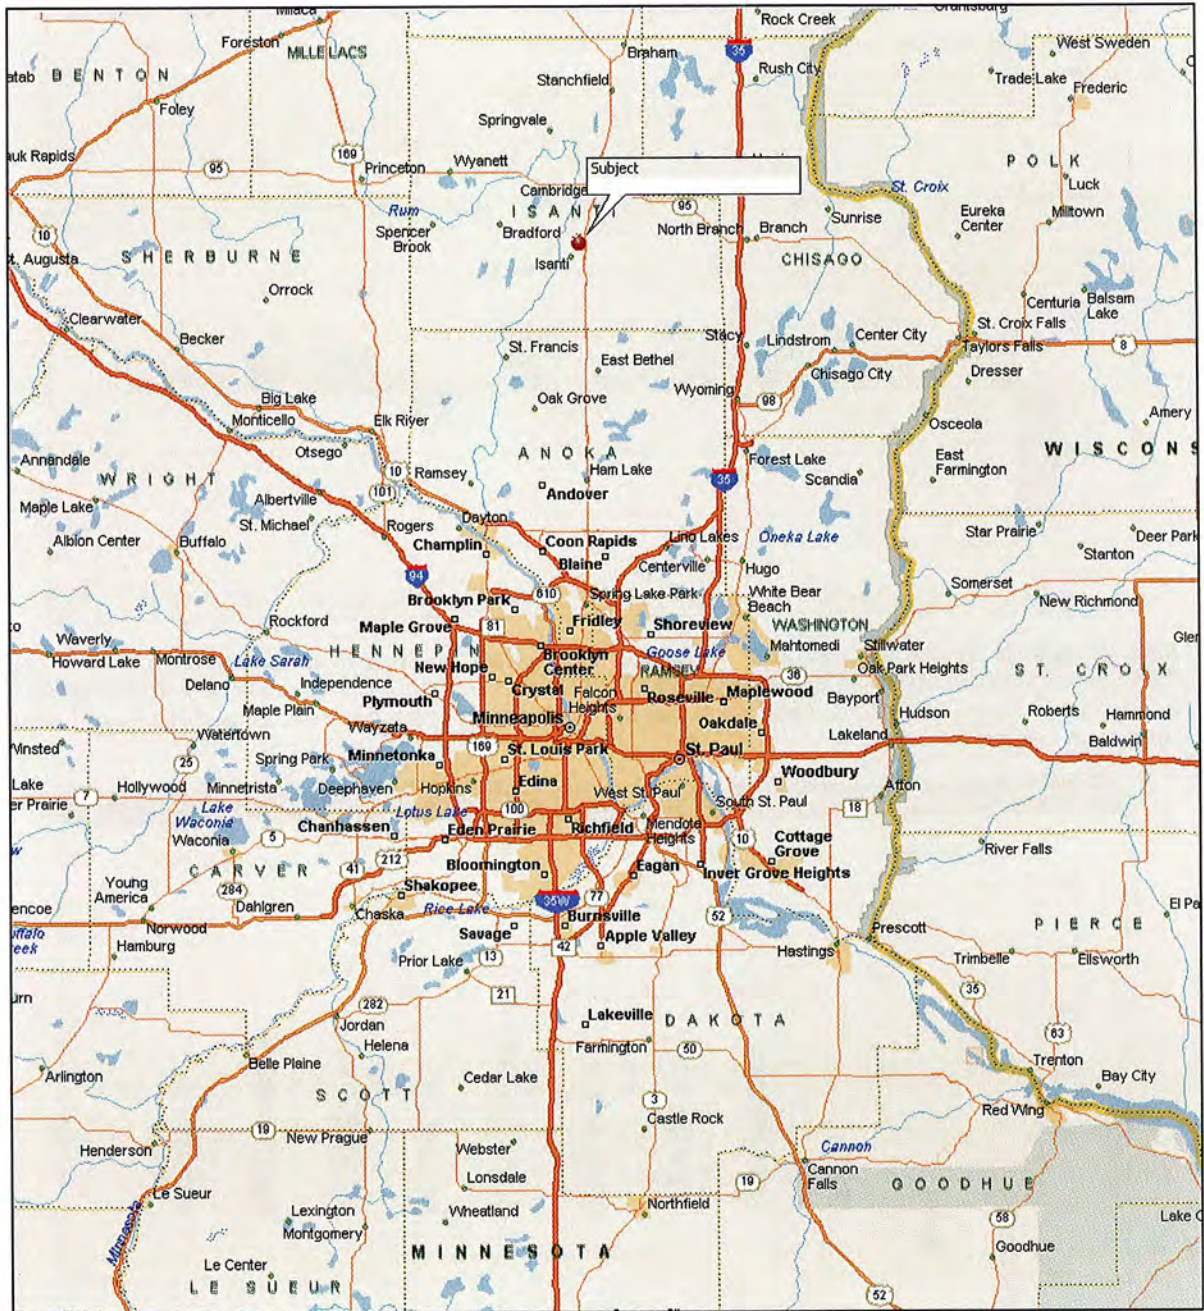 Milaca
Rock Creek
Grantsburg
Foreston
MILLE LACS
Braham
35
West Sweden
atab
BENTON
Stanchfield
Rush City
Trade Lake
Frederic
Foley
Springvale
auk Rapids
95
169
Princeton
Wyanett
Subject
POLK
Cambridge
Luck
St. Croix
Rum
ISANTI
95
Sunrise
Eureka
Center
Milltown
10
Spencer
Brook
Bradford
North Branch
Branch
St. Augusta
SHERBURNE
Isanti
CHISAGO
Orrock
Centuria
Balsam
Lake
Clearwater
Becker
Stacy
Lindstrom
Center City
St. Croix Falls
Taylors Falls
8
St. Francis
East Bethel
Chisago City
Dresser
Wyoming
98
Big Lake
Oak Grove
Monticello
Elk River
Osceola
Amery
Otsego
ANOKA
WISCONS
Annandale
10
Ramsey
Ham Lake
Forest Lake
East
Farmington
WRIGHT
Albertville
101
Andover
35
Scandia
Maple Lake
St. Michael
Rogers
Dayton
Star Prairie
Deer Park
Albion Center
Buffalo
Champlin
Coon Rapids
Lino Lakes
Oneka Lake
Stanton
Blaine
Centerville
Hugo
94
Somerset
610
Spring Lake Park
White Bear
Beach
New Richmond
Brooklyn Park
Rockford
Maple Grove
81
Fridley
Shoreview
WASHINGTON
Waverly
HENNEPIN
Brooklyn
Center
Goose Lake
Mahtomedi
Stillwater
Howard Lake
Montrose
Lake Sarah
New Hope
RAMSEY
36
Oak Park Heights
ST. CROIX
Delano
Independence
Crystal
Falcon
Heights
Roseville
Maplewood
Bayport
Plymouth
Maple Plain
Minneapolis
Oakdale
Hudson
Roberts
Hammond
Watertown
Wayzata
169
St. Louis Park
St. Paul
Lakeland
Baldwin
Winsted
Minnetonka
25
Spring Park
Woodbury
Lake
Hollywood
Minnetrista
Deephaven
Hopkins
Edina
West St. Paul
Afton
er Prairie
7
Lake
Waconia
Lotus Lake
100
South St. Paul
18
Waconia
5
Chanhassen
Eden Prairie
Richfield
Mendota
Heights
10
Cottage
Grove
River Falls
212
Bloomington
Eagan
Inver Grove Heights
CARVER
41
Young
America
284
Shakopee
35W
77
Dahlgren
Chaska
Rice Lake
Burnsville
52
El Pa
encoe
Norwood
Savage
42
Apple Valley
Prescott
PIERCE
uffalo
reek
Hamburg
Prior Lake
13
Hastings
Trimbelle
Ellsworth
21
35
282
Jordan
Lakeville
DAKOTA
63
Helena
Farmington
50
Trenton
Belle Plaine
Arlington
Cedar Lake
Bay City
SCOTT
3
Castle Rock
Red Wing
19
New Prague
Henderson
Webster
Cannon
Lonsdale
Cannon
Falls
19
GOODHUE
Le Sueur
Lexington
Wheatland
Northfield
58
Lake C
Montgomery
Minnesota
MINNESOTA
Goodhue
Le Center
LE SUEUR
52